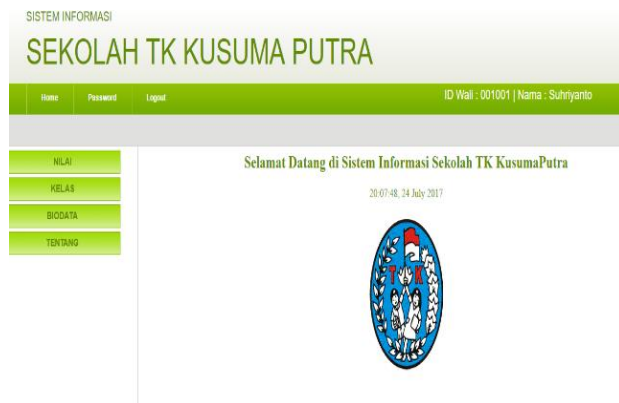 SISTEM INFORMASI
SEKOLAH TK KUSUMA PUTRA
Home Password Logout ID Wali : 001001 | Nama : Suhriyanto
NILAI
KELAS
BIODATA
TENTANG
Selamat Datang di Sistem Informasi Sekolah TK KusumaPutra
20:07:48, 24 July 2017
T K